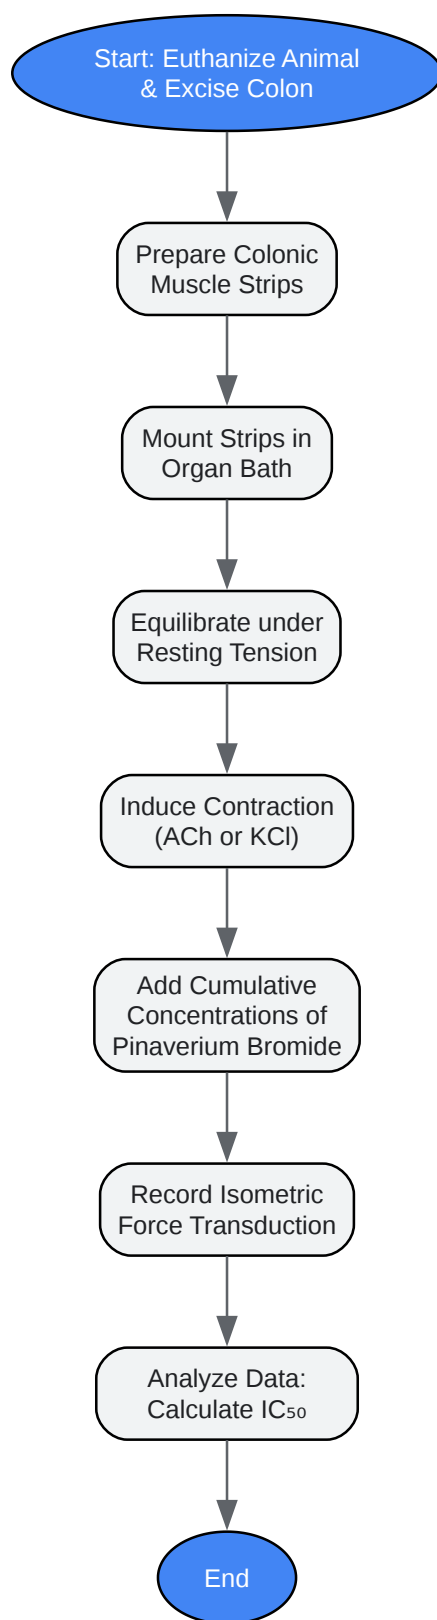 Start: Euthanize Animal
& Excise Colon
Prepare Colonic
Muscle Strips
Mount Strips in
Organ Bath
Equilibrate under
Resting Tension
Induce Contraction
(ACh or KCl)
Add Cumulative
Concentrations of
Pinaverium Bromide
Record Isometric
Force Transduction
Analyze Data:
Calculate IC₅₀
End